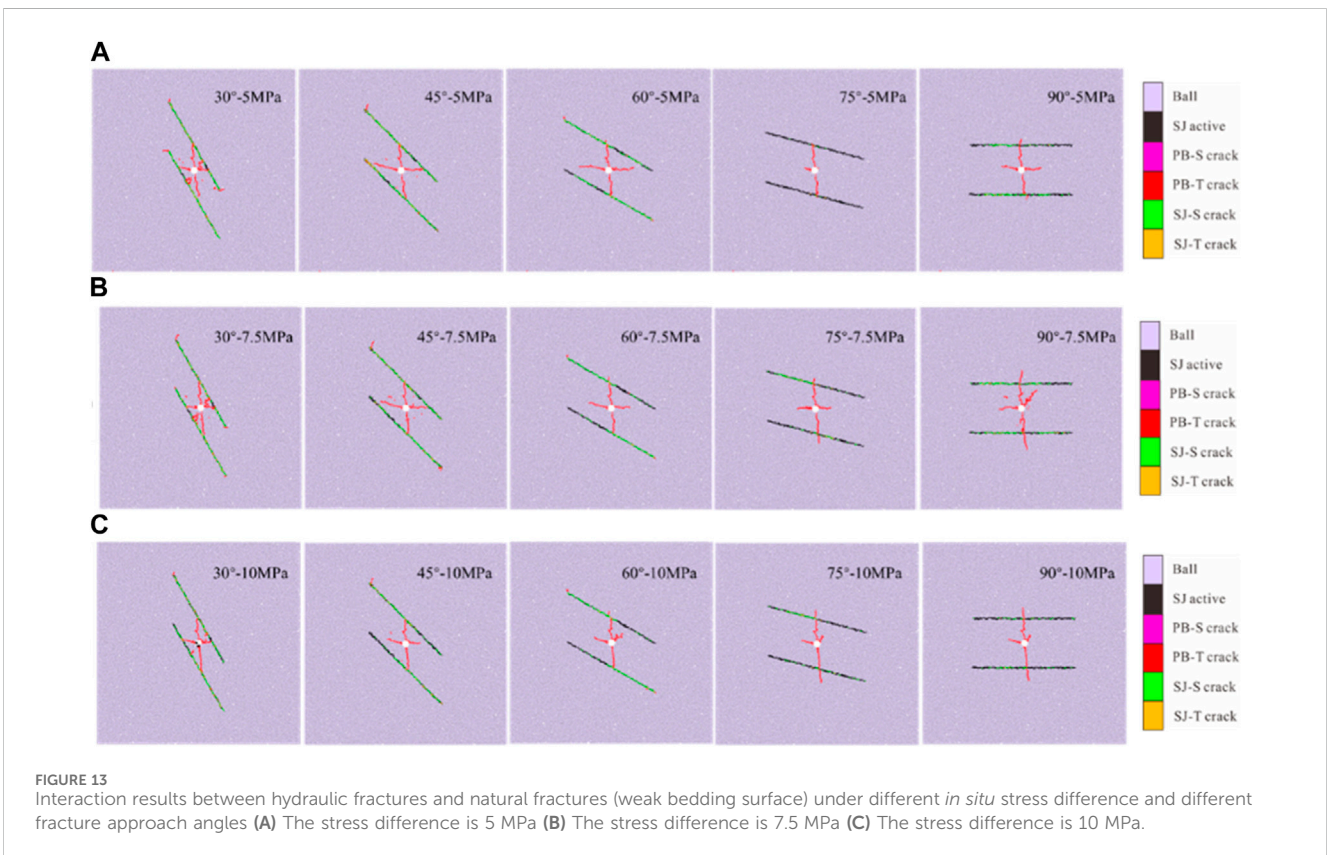 A
30°-5MPa
45°-5MPa
60°-5MPa
75°-5MPa
90°-5MPa
Ball
SJ active
PB-S crack
PB-T crack
SJ-S crack
SJ-T crack
B
30°-7.5MPa
45°-7.5MPa
60°-7.5MPa
75°-7.5MPa
90°-7.5MPa
Ball
SJ active
PB-S crack
PB-T crack
SJ-S crack
SJ-T crack
C
30°-10MPa
45°-10MPa
60°-10MPa
75°-10MPa
90°-10MPa
Ball
SJ active
PB-S crack
PB-T crack
SJ-S crack
SJ-T crack
FIGURE 13
Interaction results between hydraulic fractures and natural fractures (weak bedding surface) under different in situ stress difference and different
fracture approach angles (A) The stress difference is 5 MPa (B) The stress difference is 7.5 MPa (C) The stress difference is 10 MPa.